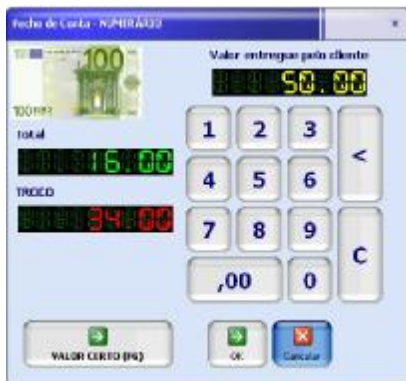 Fecho de Conta - NUMERÁRIO
x
100
Valor entregue pelo cliente
50.00
100
Total
16.00
TROCO
34.00
1 2 3 <
4 5 6
7 8 9 C
,00 0
VALOR CERTO (F6)
OK
Cancelar